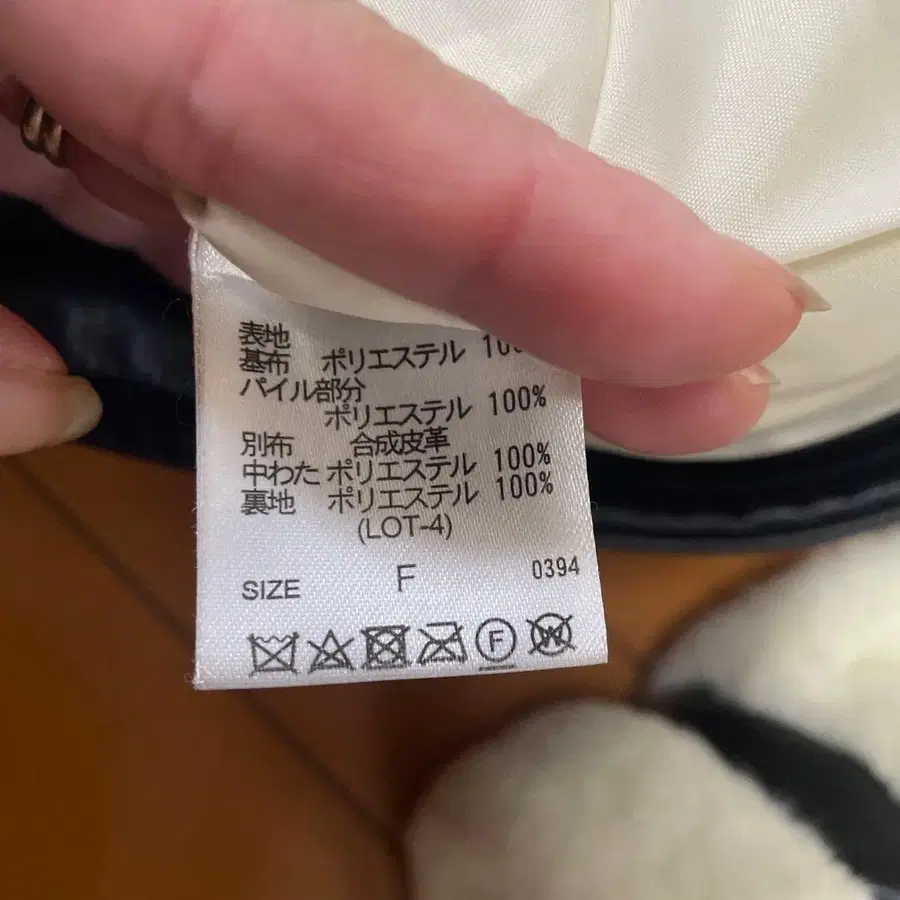 表地
基布 ポリエステル
パイル部分
ポリエステル 100%
別布 合成皮革
中わた ポリエステル 100%
裏地 ポリエステル 100%
(LOT-4)
SIZE F 0394
F W